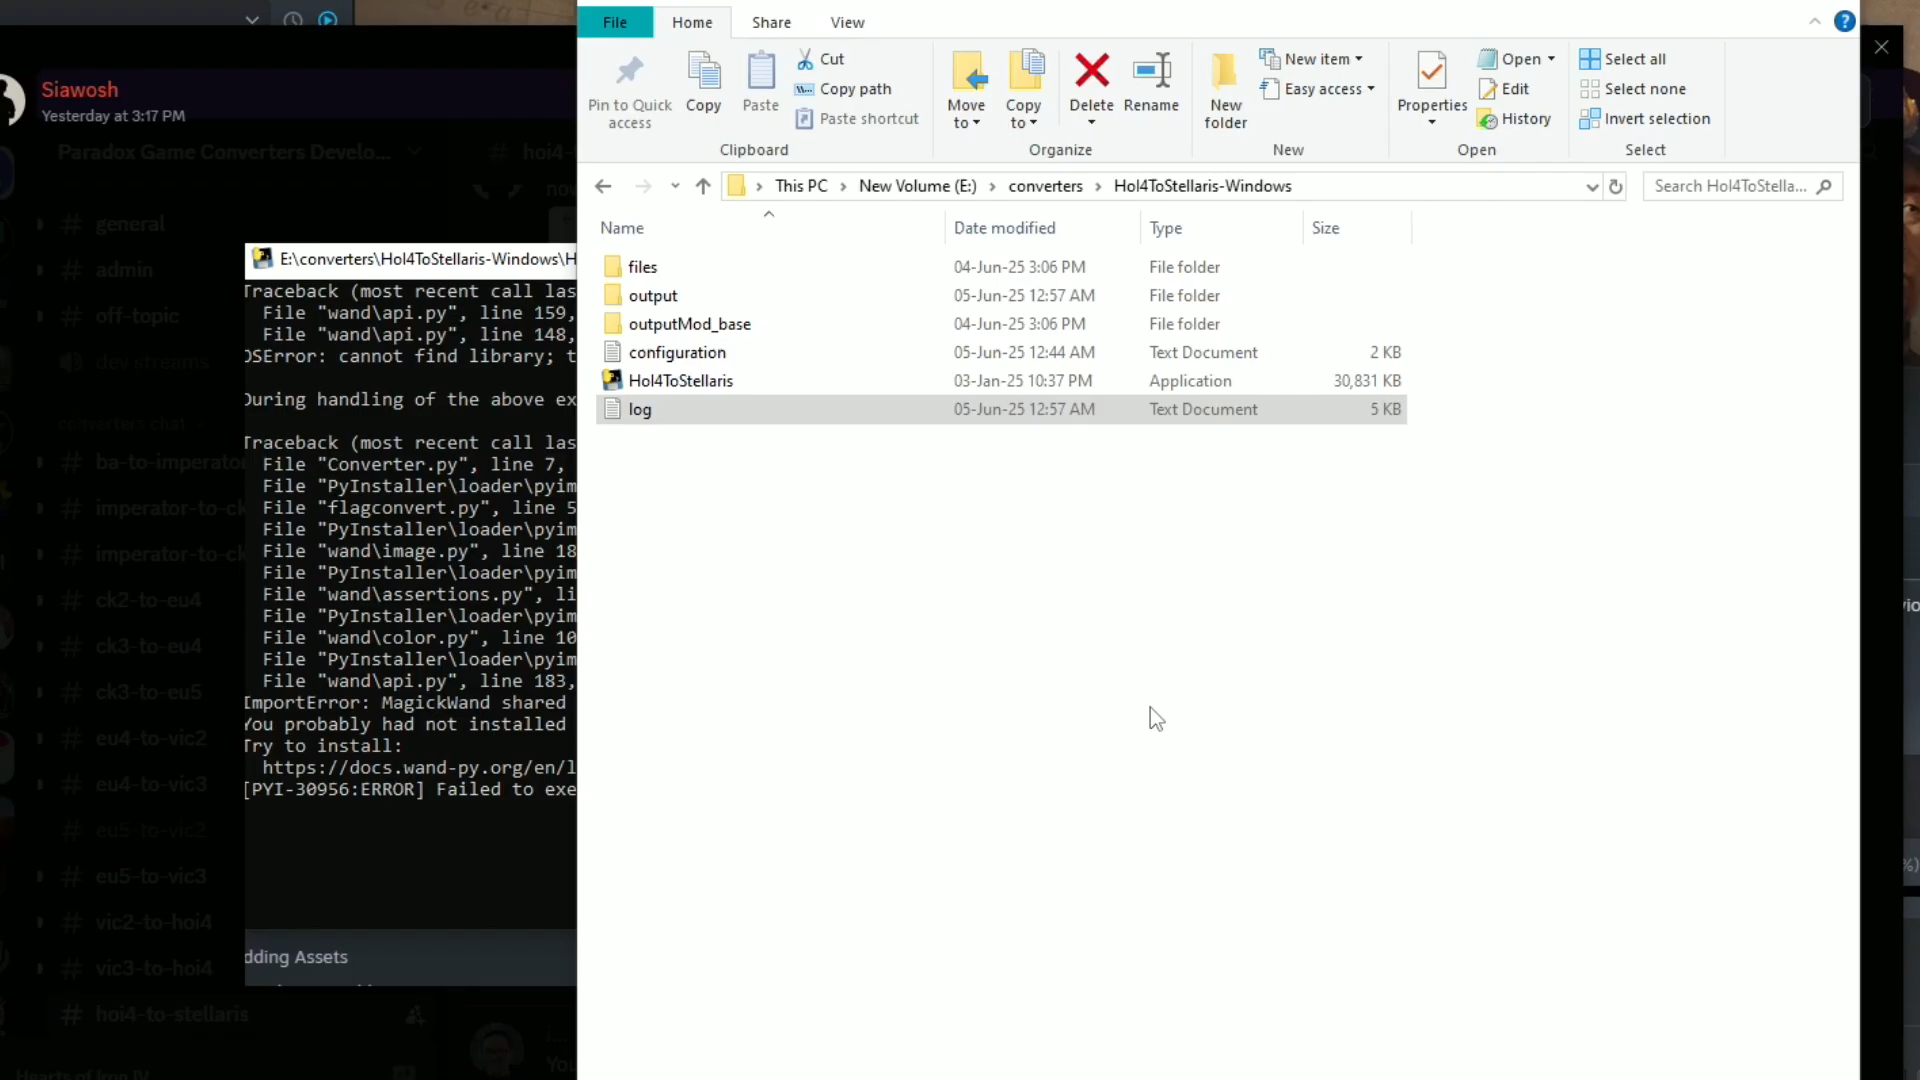 File
Home
Share
View
Pin to Quick access
Copy
Paste
Cut
Copy path
Paste shortcut
Clipboard
Move to
Copy to
Delete
Rename
Organize
New folder
New item
Easy access
New
Properties
Open
Edit
History
Open
Select all
Select none
Invert selection
Select
This PC > New Volume (E:) > converters > HoI4ToStellaris-Windows
Search HoI4ToStella...
Name
Date modified
Type
Size
files 04-Jun-25 3:06 PM File folder
output 05-Jun-25 12:57 AM File folder
outputMod_base 04-Jun-25 3:06 PM File folder
configuration 05-Jun-25 12:44 AM Text Document 2 KB
HoI4ToStellaris 03-Jan-25 10:37 PM Application 30,831 KB
log 05-Jun-25 12:57 AM Text Document 5 KB
Siawosh
Yesterday at 3:17 PM
Paradox Game Converters Develo...
# hoi4-
# general
# admin
# off-topic
dev streams
converters chat
# ba-to-imperator
# imperator-to-ck
# imperator-to-ck
# ck2-to-eu4
# ck3-to-eu4
# ck3-to-eu5
# eu4-to-vic2
# eu4-to-vic3
# eu5-to-vic2
# eu5-to-vic3
# vic2-to-hoi4
# vic3-to-hoi4
# hoi4-to-stellaris
E:\converters\HoI4ToStellaris-Windows\H
Traceback (most recent call las
File "wand\api.py", line 159,
File "wand\api.py", line 148,
OSError: cannot find library; t
During handling of the above ex
Traceback (most recent call las
File "Converter.py", line 7,
File "PyInstaller\loader\pyim
File "flagconvert.py", line 5
File "PyInstaller\loader\pyim
File "wand\image.py", line 18
File "PyInstaller\loader\pyim
File "wand\assertions.py", li
File "PyInstaller\loader\pyim
File "wand\color.py", line 10
File "PyInstaller\loader\pyim
File "wand\api.py", line 183,
ImportError: MagickWand shared
You probably had not installed
Try to install:
https://docs.wand-py.org/en/l
[PYI-30956:ERROR] Failed to exe
dding Assets